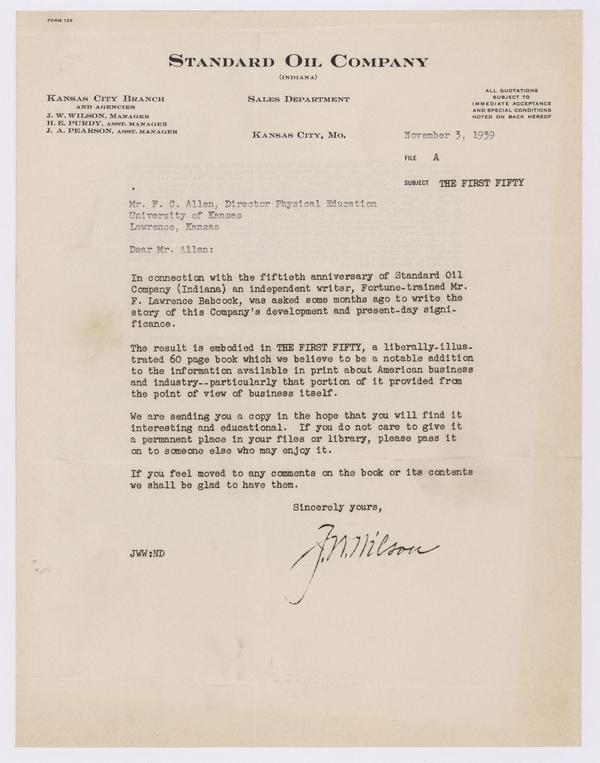 FORM 126
STANDARD OIL COMPANY
(INDIANA)
KANSAS CITY BRANCH
AND AGENCIES
J. W. WILSON, MANAGER
H. E. PURDY, ASST. MANAGER
J. A. PEARSON, ASST. MANAGER
SALES DEPARTMENT
KANSAS CITY, MO.
ALL QUOTATIONS
SUBJECT TO
IMMEDIATE ACCEPTANCE
AND SPECIAL CONDITIONS
NOTED ON BACK HEREOF
November 3, 1939
FILE A
SUBJECT THE FIRST FIFTY
Mr. F. C. Allen, Director Physical Education
University of Kansas
Lawrence, Kansas
Dear Mr. Allen:
In connection with the fiftieth anniversary of Standard Oil
Company (Indiana) an independent writer, Fortune-trained Mr.
F. Lawrence Babcock, was asked some months ago to write the
story of this Company's development and present-day signi-
ficance.
The result is embodied in THE FIRST FIFTY, a liberally-illus-
trated 60 page book which we believe to be a notable addition
to the information available in print about American business
and industry--particularly that portion of it provided from
the point of view of business itself.
We are sending you a copy in the hope that you will find it
interesting and educational. If you do not care to give it
a permanent place in your files or library, please pass it
on to someone else who may enjoy it.
If you feel moved to any comments on the book or its contents
we shall be glad to have them.
Sincerely yours,
J.W.Wilson
JWW:ND